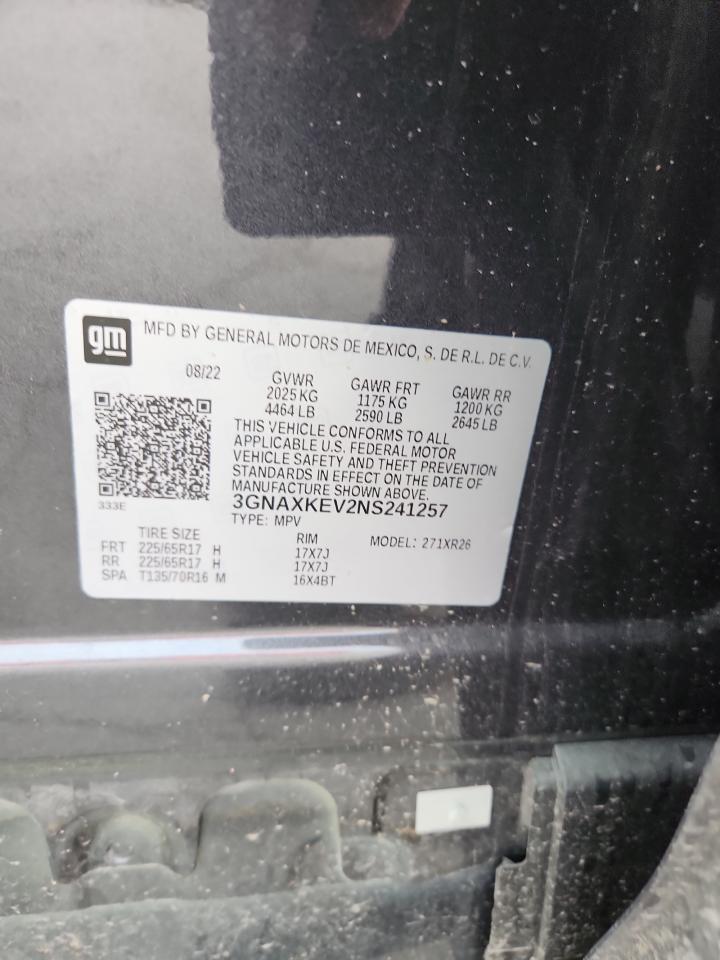 gm
MFD BY GENERAL MOTORS DE MEXICO, S. DE R.L. DE C.V.
08/22 GVWR GAWR FRT GAWR RR
2025 KG 1175 KG 1200 KG
4464 LB 2590 LB 2645 LB
THIS VEHICLE CONFORMS TO ALL
APPLICABLE U.S. FEDERAL MOTOR
VEHICLE SAFETY AND THEFT PREVENTION
STANDARDS IN EFFECT ON THE DATE OF
MANUFACTURE SHOWN ABOVE.
333E 3GNAXKEV2NS241257
TYPE: MPV
TIRE SIZE RIM MODEL: 271XR26
FRT 225/65R17 H 17X7J
RR 225/65R17 H 17X7J
SPA T135/70R16 M 16X4BT